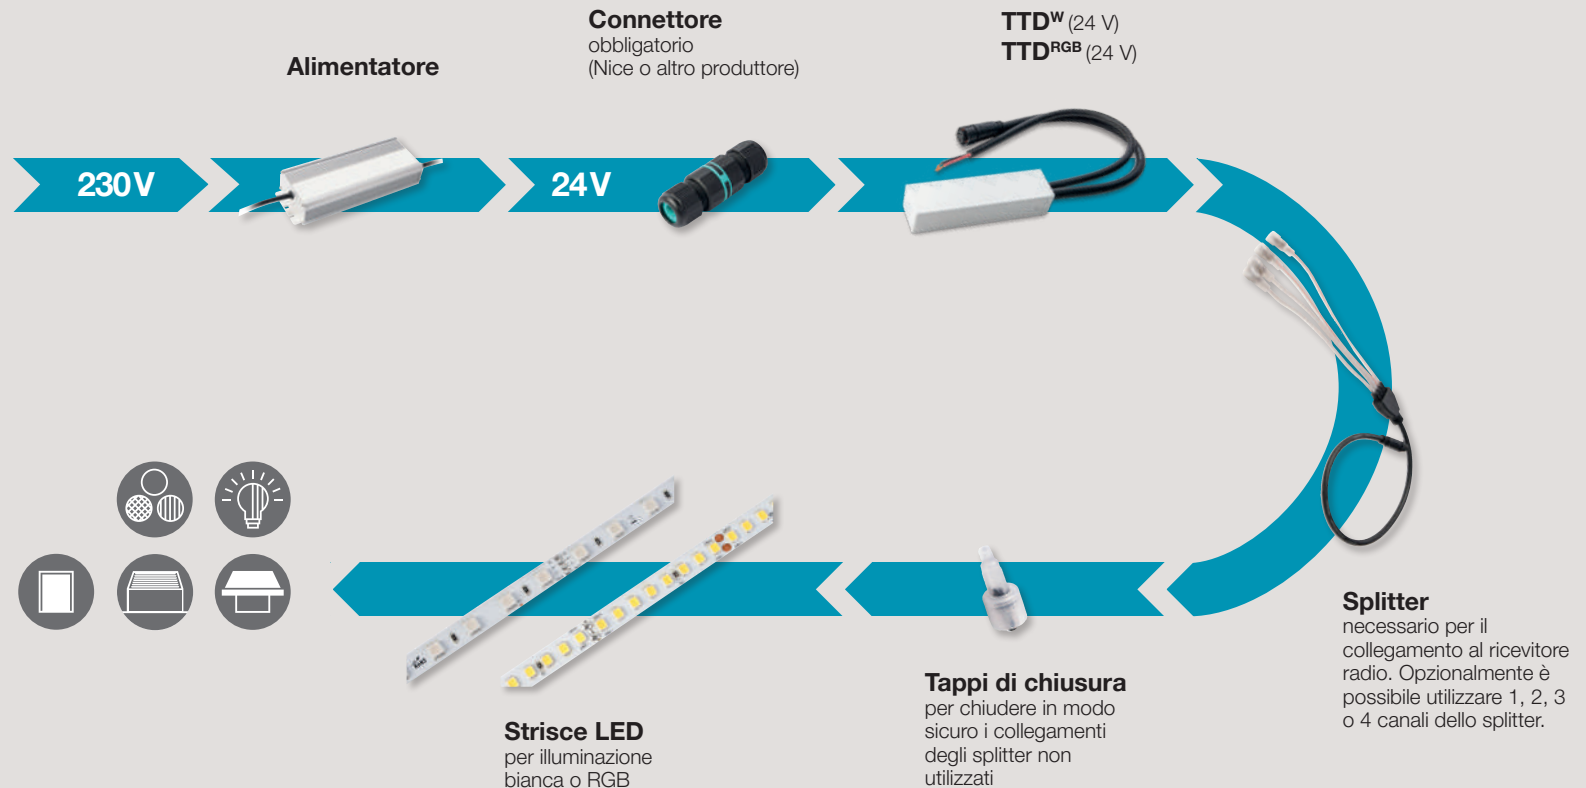 Alimentatore
Connettore
obbligatorio
(Nice o altro produttore)
TTDᵂ (24 V)
TTDᴿᴳᴮ (24 V)
230 V
24 V
Splitter
necessario per il
collegamento al ricevitore
radio. Opzionalmente è
possibile utilizzare 1, 2, 3
o 4 canali dello splitter.
Tappi di chiusura
per chiudere in modo
sicuro i collegamenti
degli splitter non
utilizzati
Strisce LED
per illuminazione
bianca o RGB